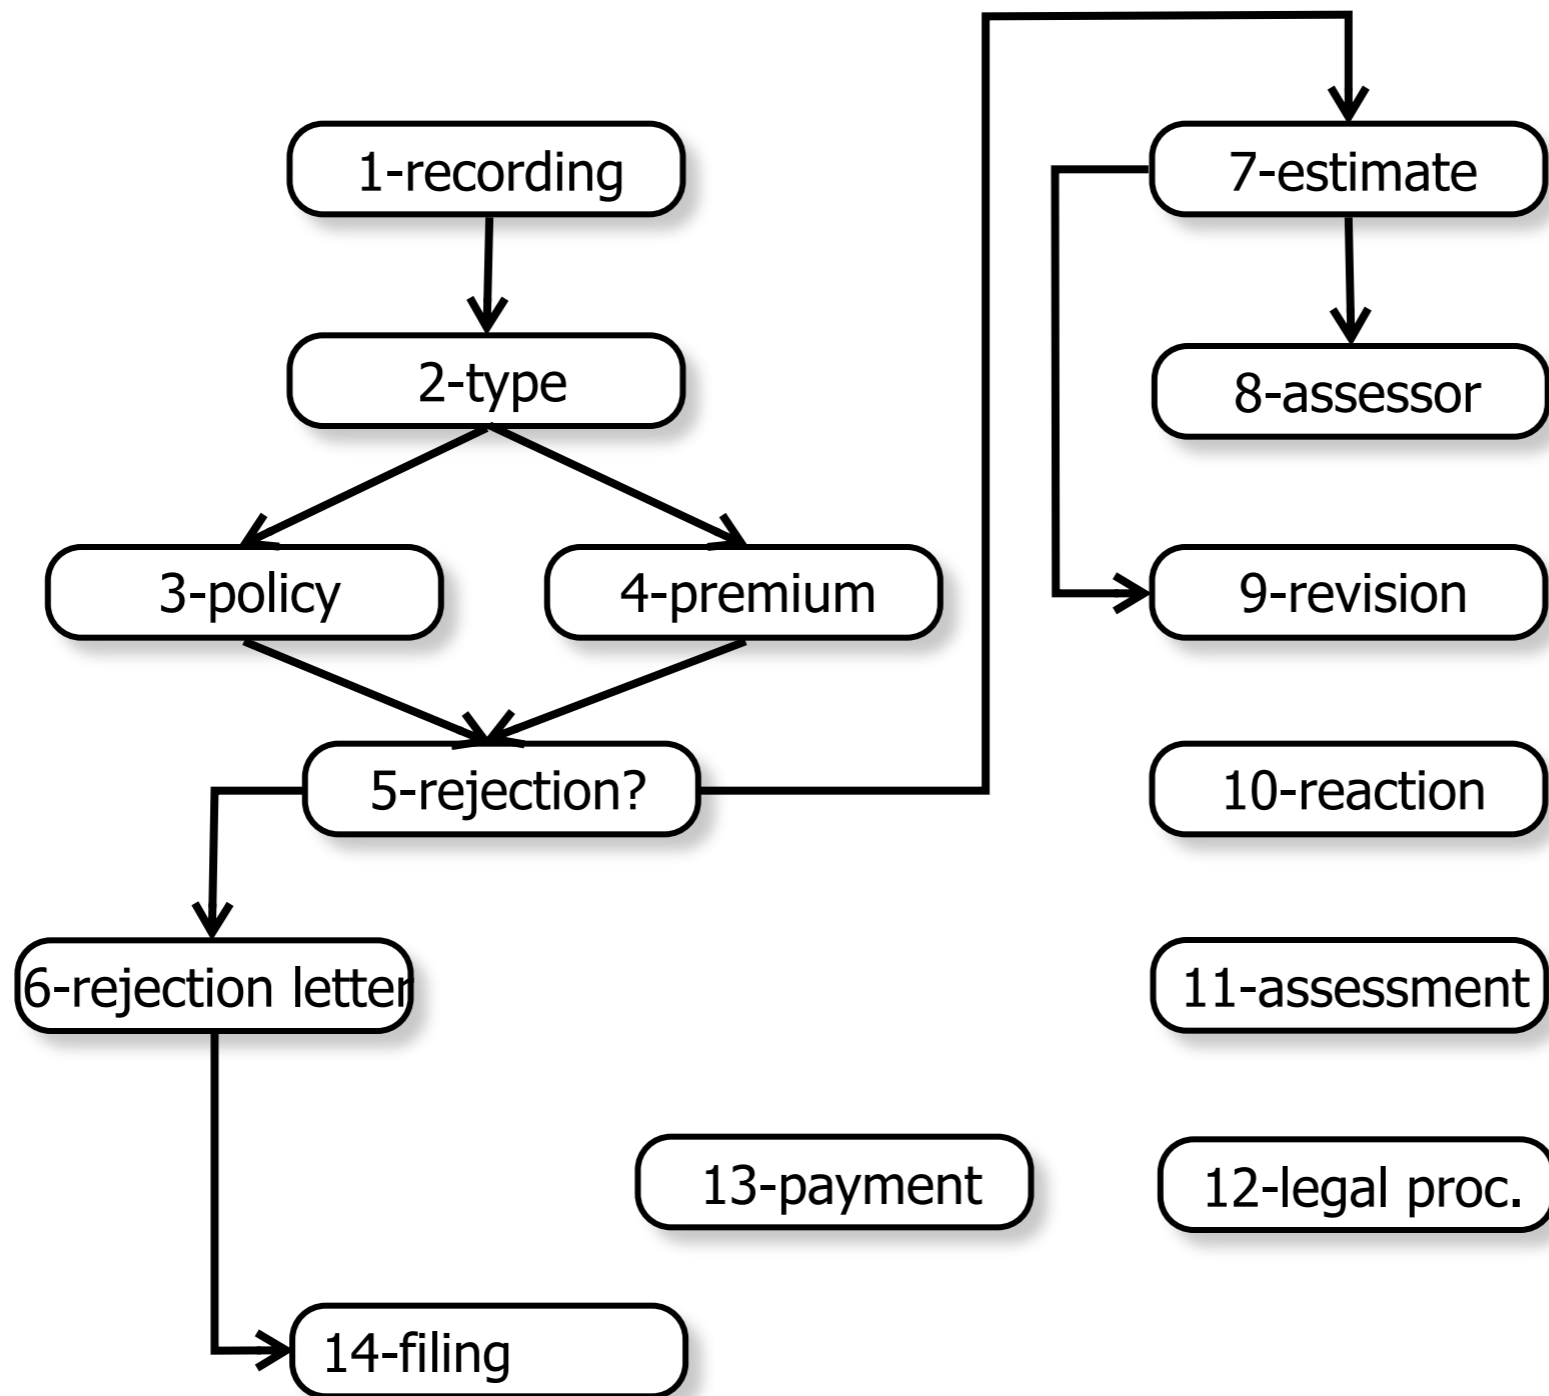 1-recording
2-type
3-policy
4-premium
5-rejection?
6-rejection letter
7-estimate
8-assessor
9-revision
10-reaction
11-assessment
12-legal proc.
13-payment
14-filing